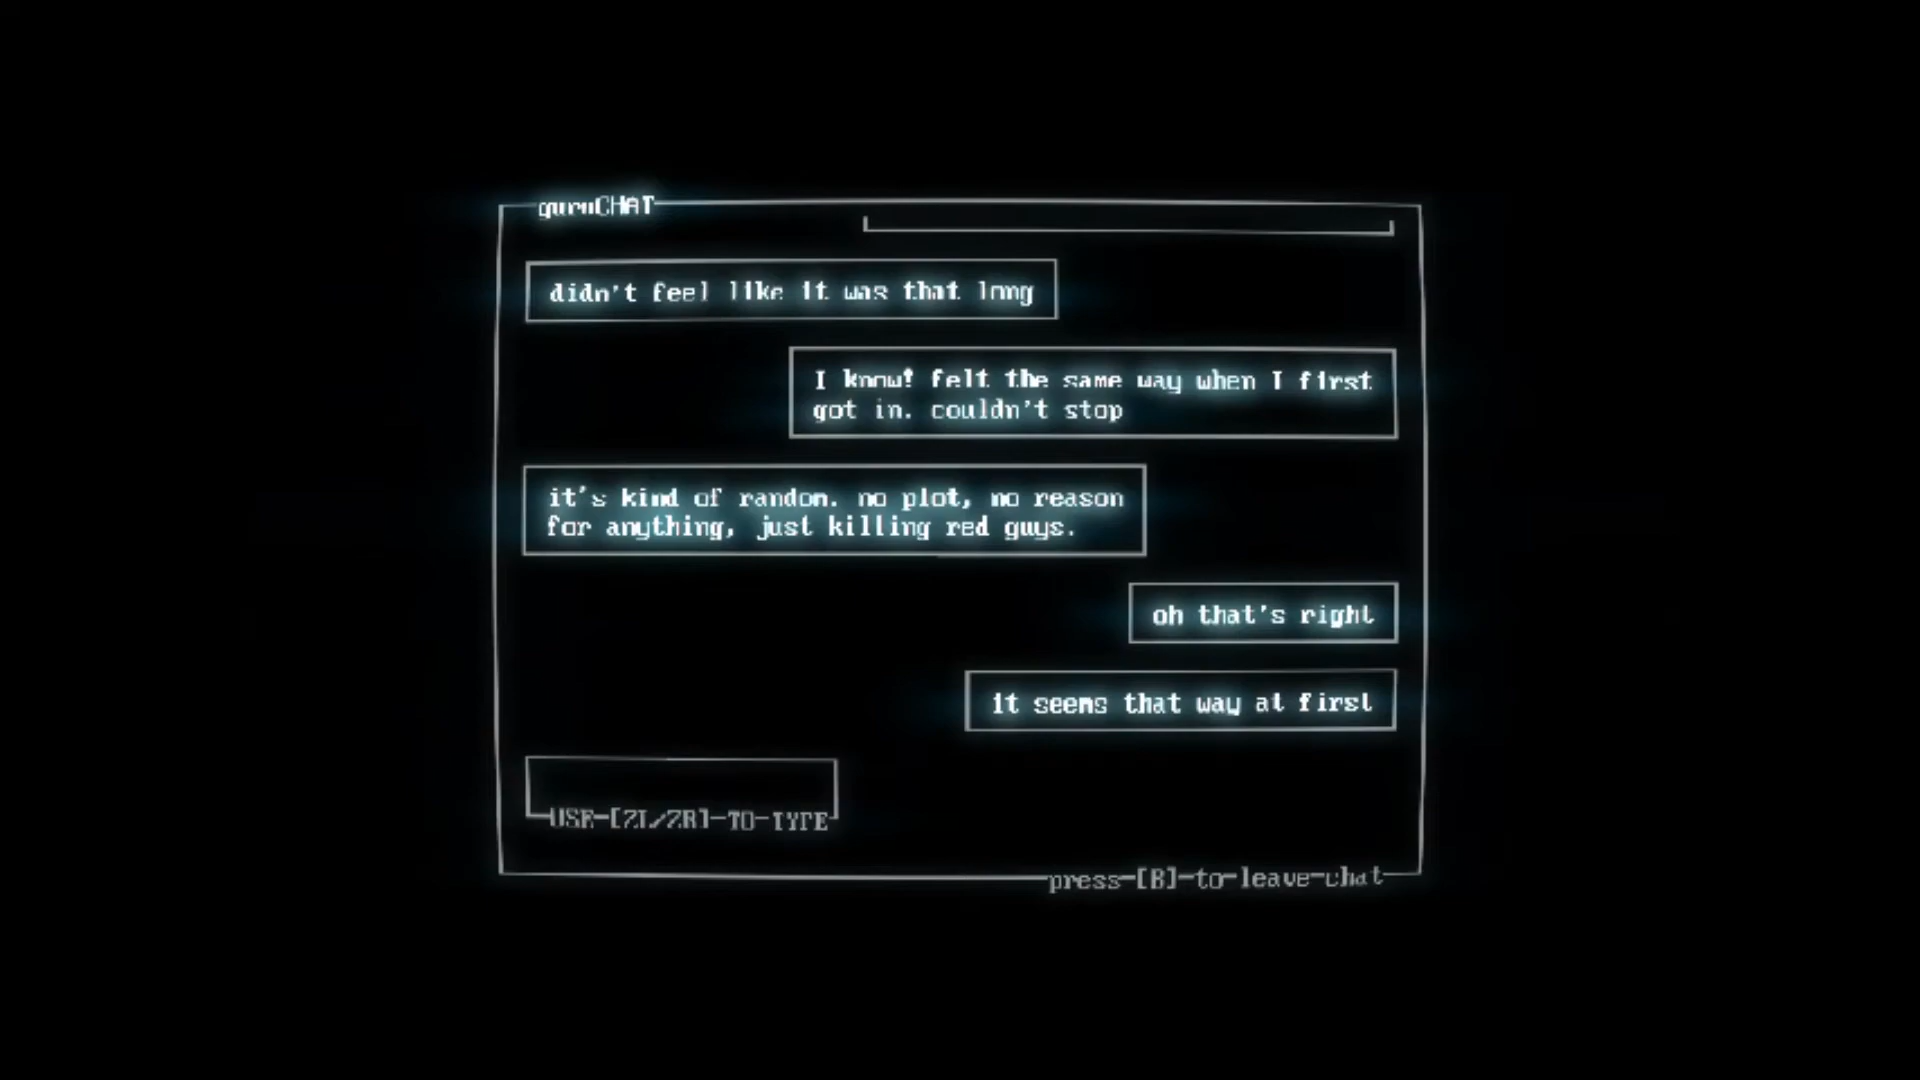 guruCHAT
didn't feel like it was that long
I know! felt the same way when I first
got in. couldn't stop
it's kind of random. no plot, no reason
for anything, just killing red guys.
oh that's right
it seems that way at first
USE-[ZL/ZR]-TO-TYPE
press-[B]-to-leave-chat